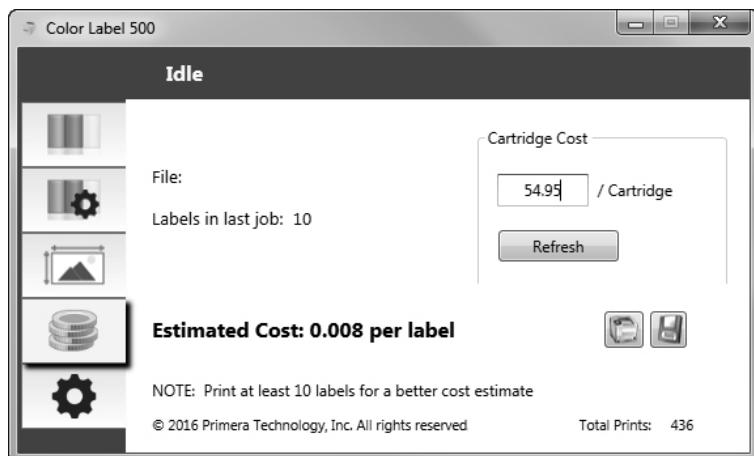 Color Label 500
Idle
Cartridge Cost
File:
54.95 / Cartridge
Labels in last job: 10
Refresh
Estimated Cost: 0.008 per label
NOTE: Print at least 10 labels for a better cost estimate
© 2016 Primera Technology, Inc. All rights reserved Total Prints: 436